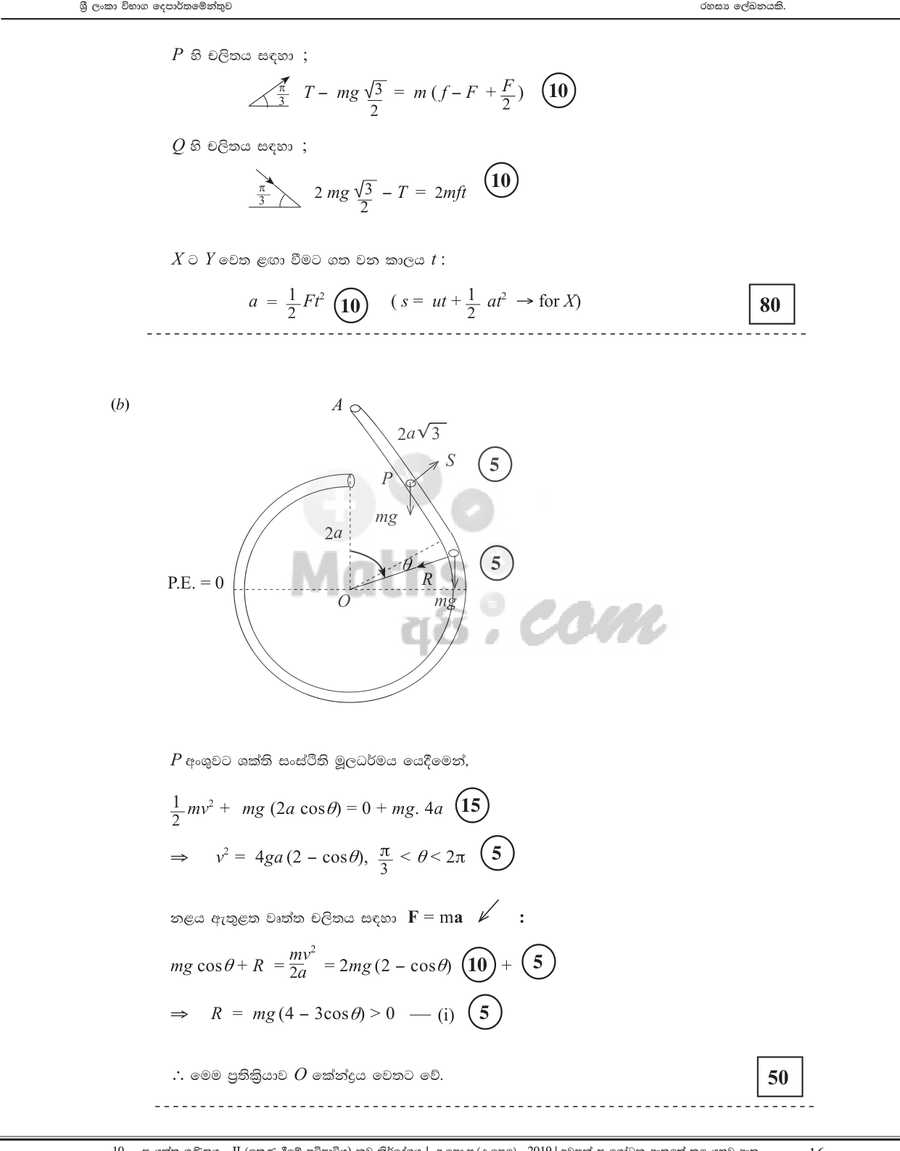 ශ්‍රී ලංකා විභාග දෙපාර්තමේන්තුව රහස්‍ය ලේඛනයකි.
P හි චලිතය සඳහා ;
π/3 T − mg √3/2 = m ( f − F + F/2 ) 10
Q හි චලිතය සඳහා ;
π/3 2 mg √3/2 − T = 2mft 10
X ට Y වෙත ළඟා වීමට ගත වන කාලය t :
a = 1/2 Ft² 10 ( s = ut + 1/2 at² → for X) 80
(b)
A
2a√3
S 5
P
mg
2a
θ 5
R
P.E. = 0
O
mg
Maths
අපි . com
P අංශුවට ශක්ති සංස්ථිති මූලධර්මය යෙදීමෙන්,
1/2 mv² + mg (2a cosθ) = 0 + mg. 4a 15
⇒ v² = 4ga (2 − cosθ), π/3 < θ < 2π 5
නළය ඇතුළත වෘත්ත චලිතය සඳහා F = ma ↙ :
mg cosθ + R = mv²/2a = 2mg (2 − cosθ) 10 + 5
⇒ R = mg (4 − 3cosθ) > 0 — (i) 5
∴ මෙම ප්‍රතික්‍රියාව O කේන්ද්‍රය වෙතට වේ. 50